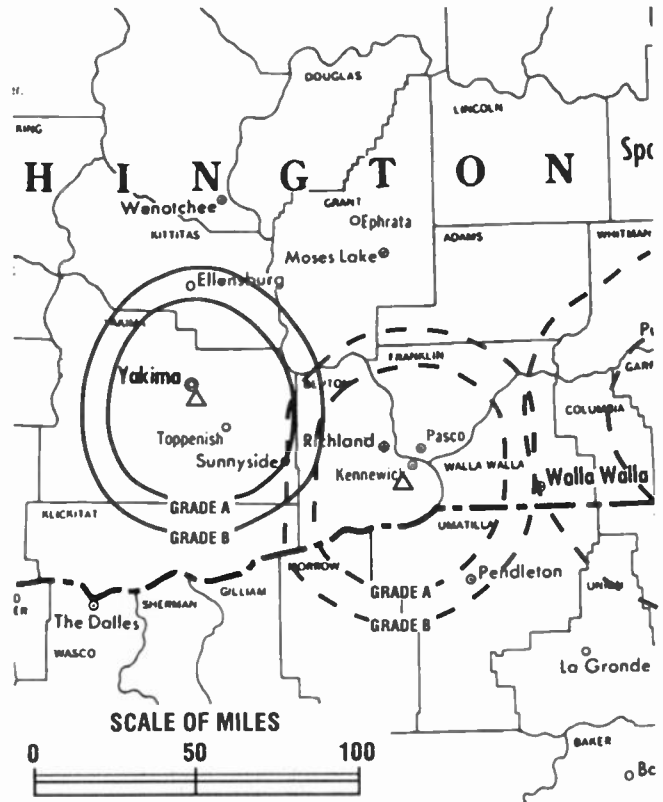 DOUGLAS
LINCOLN
KING
H I N G T O N
Wenatchee
GRANT
Ephrata
KITTITAS
ADAMS
WHITMAN
Moses Lake
Ellensburg
YAKIMA
FRANKLIN
Yakima
BENTON
COLUMBIA
Toppenish
Richland
Pasco
Sunnyside
Kennewick
WALLA WALLA
Walla Walla
GRADE A
KLICKITAT
GRADE B
UMATILLA
MORROW
Pendleton
GRADE A
GILLIAM
SHERMAN
The Dalles
GRADE B
WASCO
La Grande
SCALE OF MILES
0 50 100
BAKER